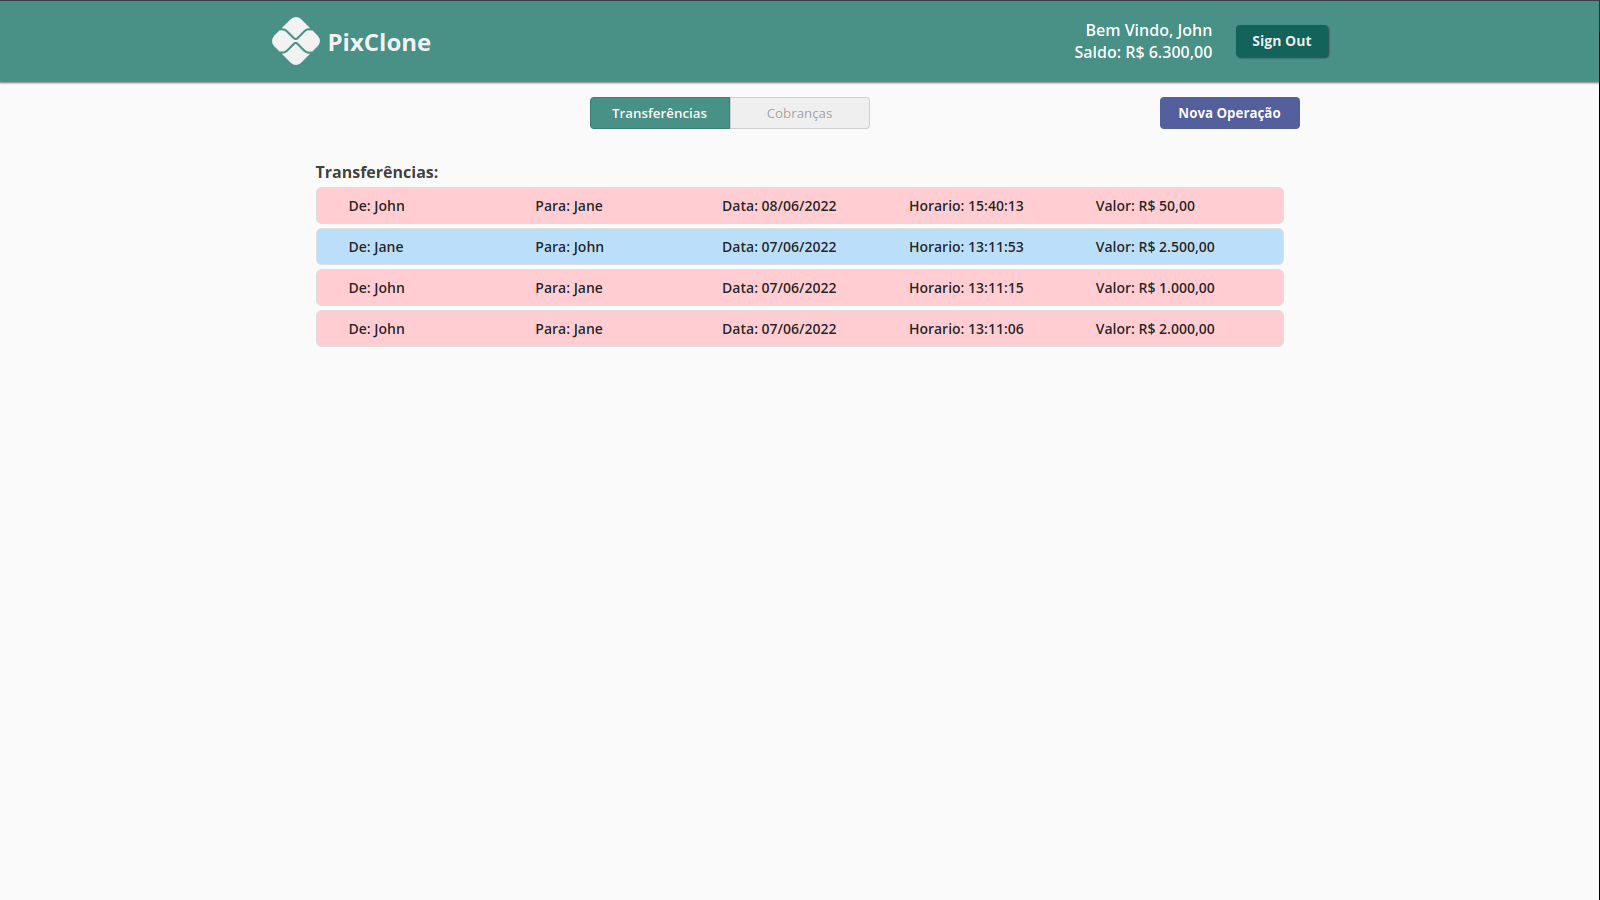 PixClone
Bem Vindo, John
Saldo: R$ 6.300,00
Sign Out
Transferências
Cobranças
Nova Operação
Transferências:
De: John Para: Jane Data: 08/06/2022 Horario: 15:40:13 Valor: R$ 50,00
De: Jane Para: John Data: 07/06/2022 Horario: 13:11:53 Valor: R$ 2.500,00
De: John Para: Jane Data: 07/06/2022 Horario: 13:11:15 Valor: R$ 1.000,00
De: John Para: Jane Data: 07/06/2022 Horario: 13:11:06 Valor: R$ 2.000,00